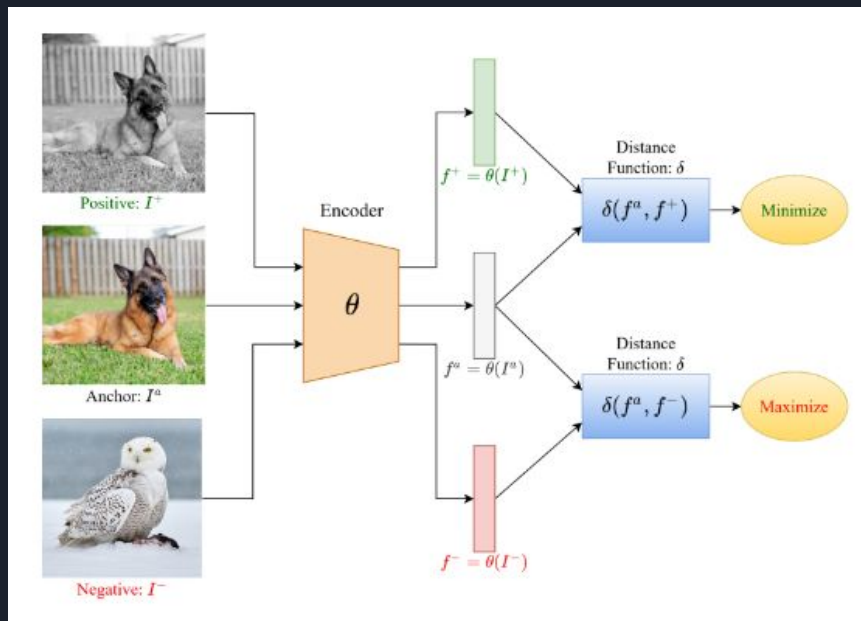 Positive: I⁺
Anchor: Iᵃ
Negative: I⁻
Encoder
θ
f⁺ = θ(I⁺)
fᵃ = θ(Iᵃ)
f⁻ = θ(I⁻)
Distance
Function: δ
δ(fᵃ, f⁺)
Minimize
Distance
Function: δ
δ(fᵃ, f⁻)
Maximize